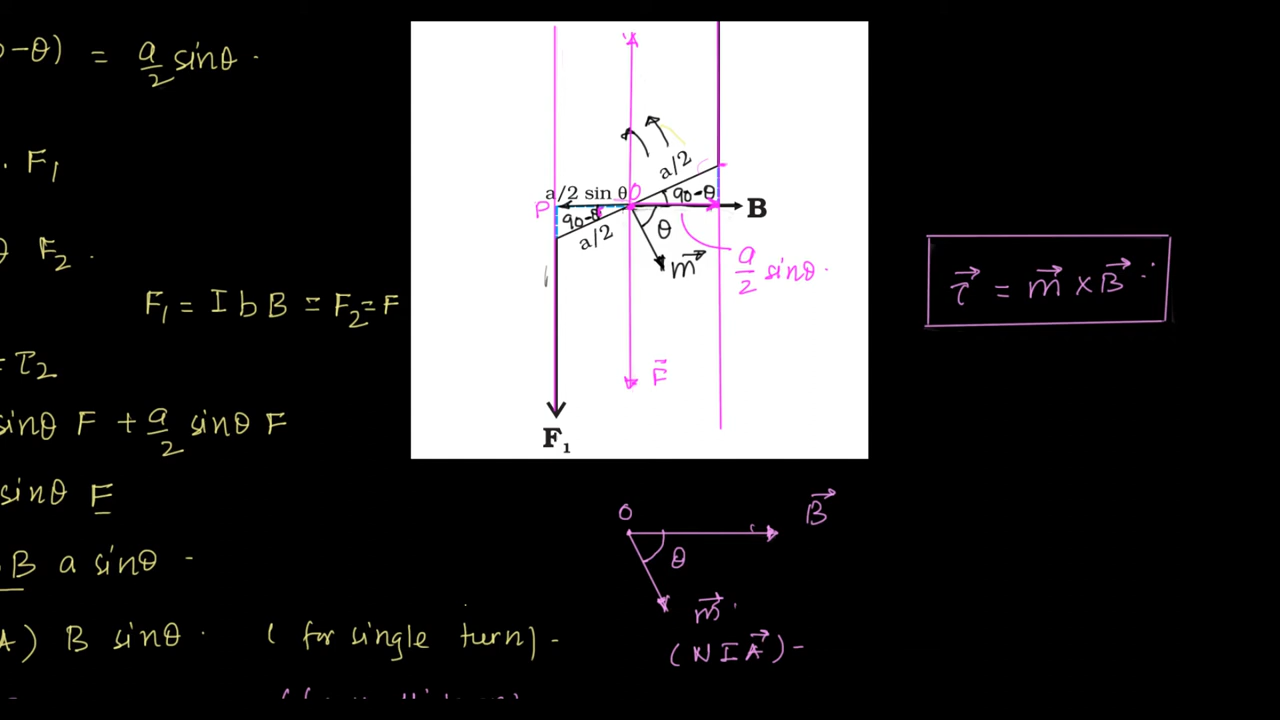 0-θ) = a/2 sinθ.
. F₁
θ F₂.
F₁ = I b B = F₂ = F
= τ₂
sinθ F + a/2 sinθ F
sinθ F
B a sinθ -
A) B sinθ. ( for single turn) -
a/2
a/2 sin θ
O
90-θ
P
B
90-θ
a/2
θ
m⃗
a/2 sinθ.
F⃗
F₁
τ⃗ = m⃗ × B⃗
O
B⃗
θ
m⃗
(N I A⃗) -